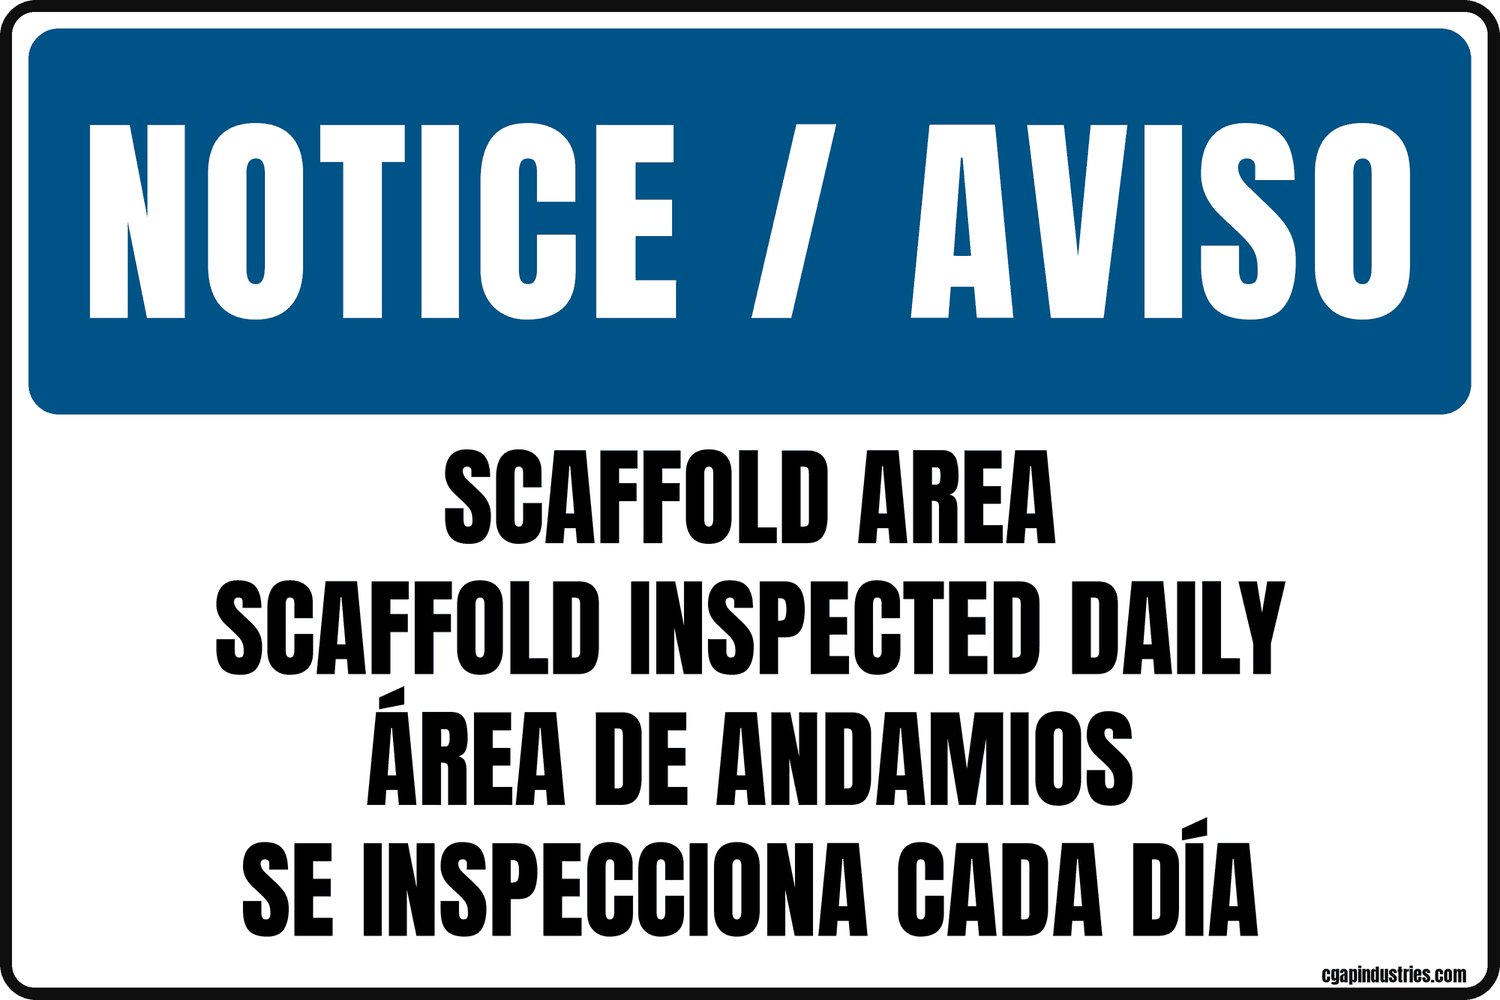 NOTICE / AVISO
SCAFFOLD AREA
SCAFFOLD INSPECTED DAILY
ÁREA DE ANDAMIOS
SE INSPECCIONA CADA DÍA
cgapindustries.com